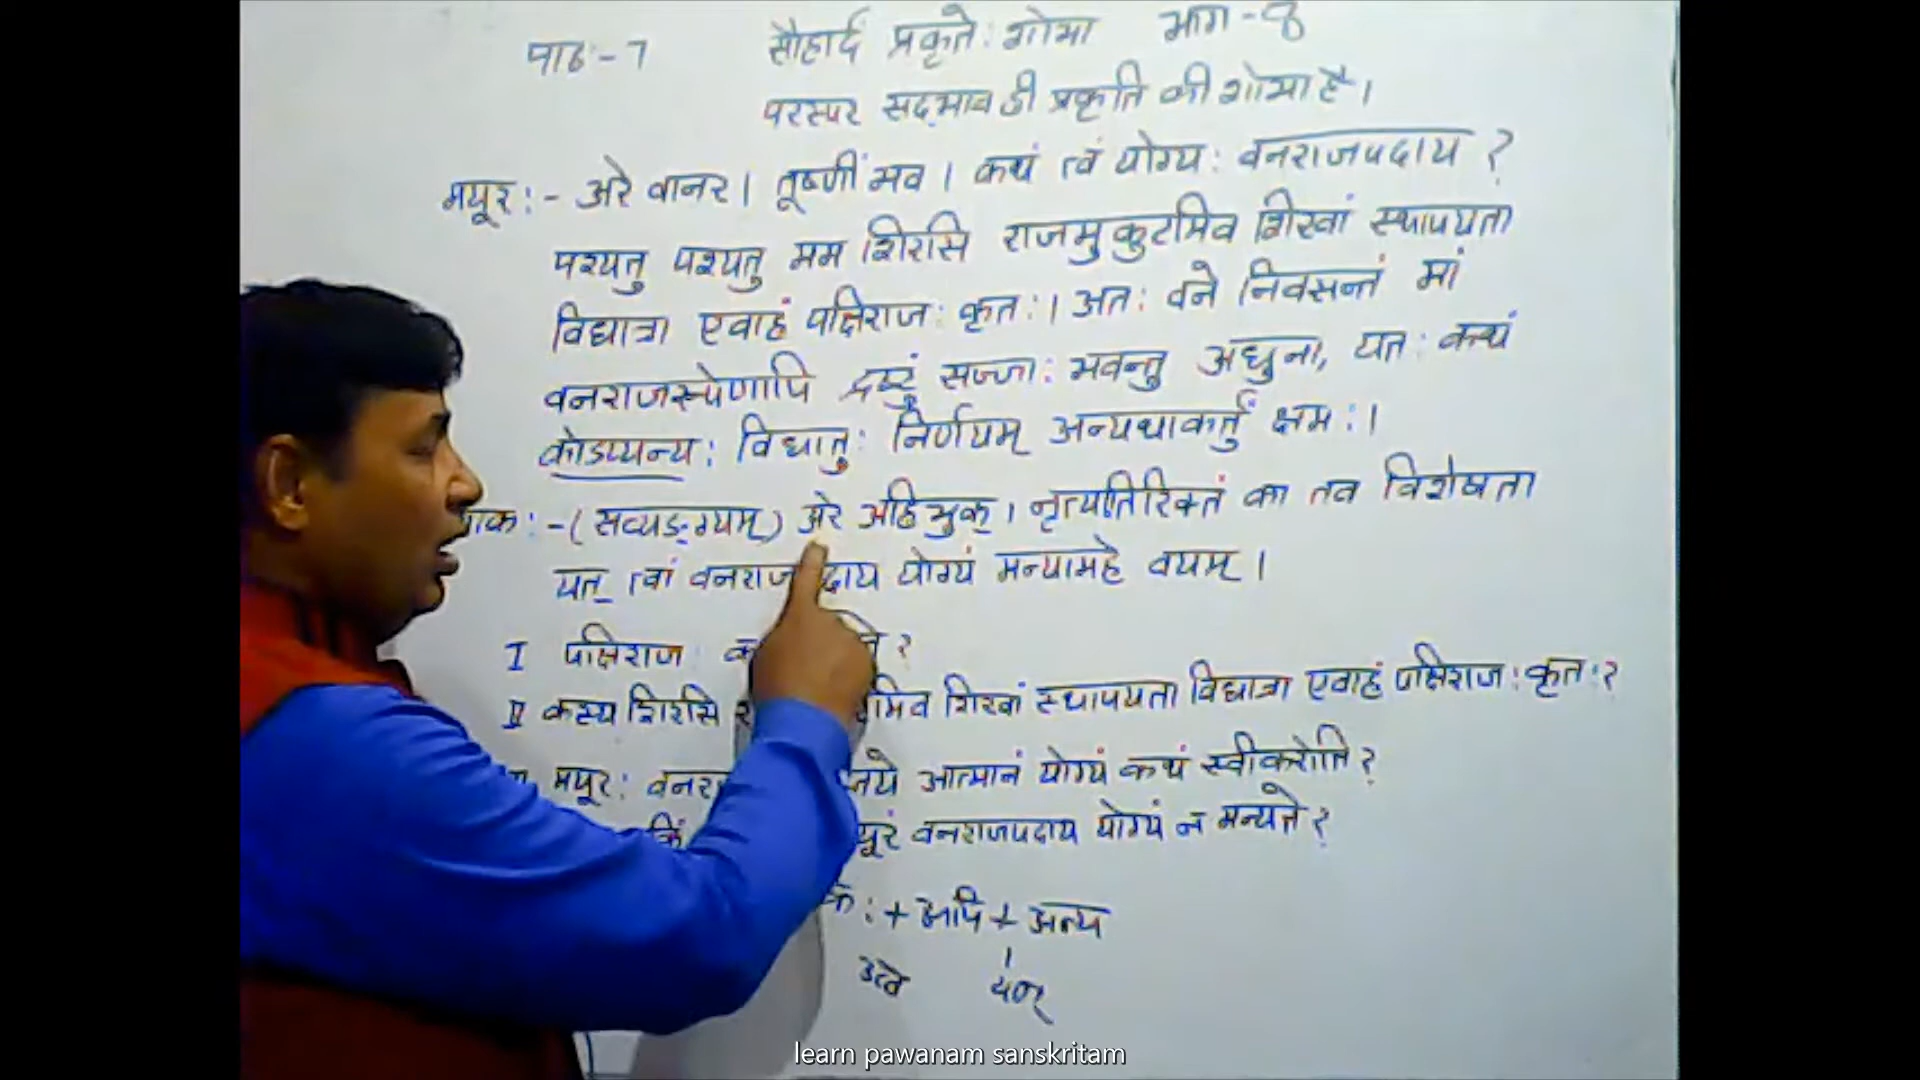 पाठः-7 सौहार्दं प्रकृतेः शोभा भाग-8
परस्पर सद्‌भाव ही प्रकृति की शोभा है।
मयूरः- अरे वानर। तूष्णीं भव। कथं त्वं योग्यः वनराजपदाय ?
पश्यतु पश्यतु मम शिरसि राजमुकुटमिव शिखां स्थापयता
विधात्रा एवाहं पक्षिराजः कृतः। अतः वने निवसन्तं मां
वनराजरूपेणापि द्रष्टुं सज्जाः भवन्तु अधुना, यतः कथं
कोऽप्यन्यः विधातुः निर्णयम् अन्यथाकर्तुं क्षमः।
काकः-(सव्यङ्ग्यम्) अरे अहिभुक्। नृत्यातिरिक्तं का तव विशेषता
यत् त्वां वनराज दाय योग्यं मन्यामहे वयम्।
I पक्षिराज ?
II कस्य शिरसि मिव शिखां स्थापयता विधात्रा एवाहं पक्षिराजः कृतः?
मयूरः आत्मानं योग्यं कथं स्वीकरोति?
वनराजपदाय योग्यं न मन्यते?
कः+अपि+अन्य
उत्व यण्
learn pawanam sanskritam